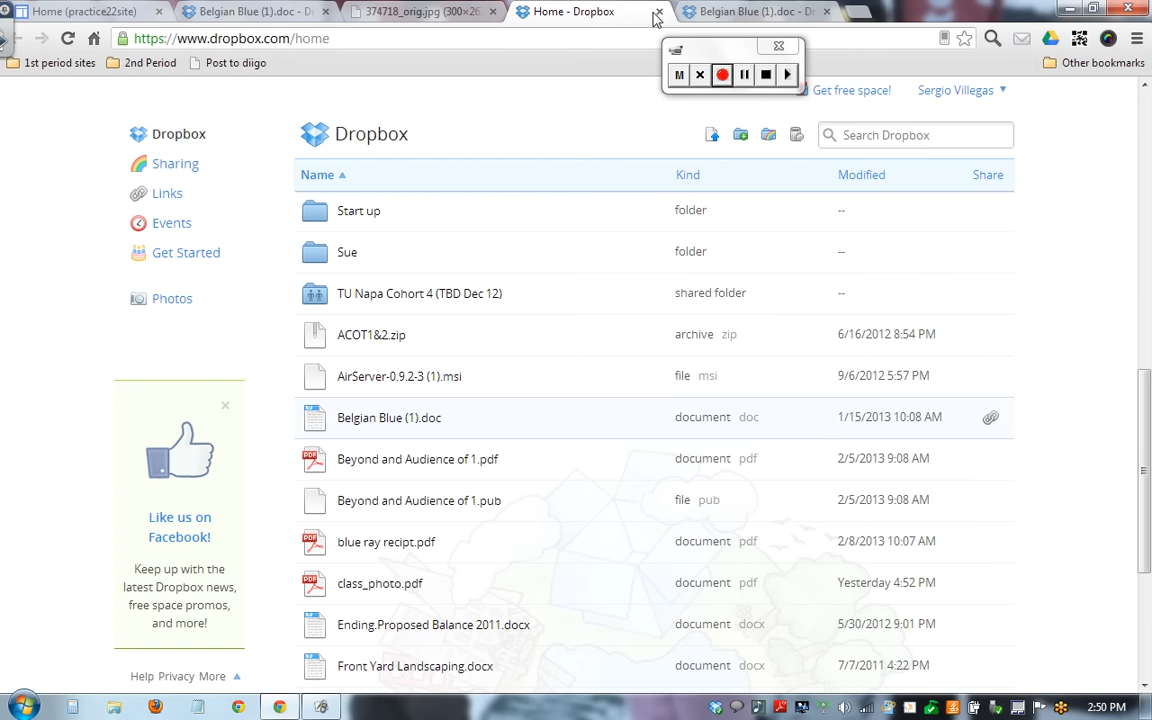 Home (practice22site)
Belgian Blue (1).doc - D
374718_orig.jpg (300×26
Home - Dropbox
Belgian Blue (1).doc - D
https://www.dropbox.com/home
1st period sites
2nd Period
Post to diigo
Other bookmarks
M
Get free space!
Sergio Villegas
Dropbox
Sharing
Links
Events
Get Started
Photos
Dropbox
Search Dropbox
Name
Kind
Modified
Share
Start up
folder
--
Sue
folder
--
TU Napa Cohort 4 (TBD Dec 12)
shared folder
--
ACOT1&2.zip
archive zip
6/16/2012 8:54 PM
AirServer-0.9.2-3 (1).msi
file msi
9/6/2012 5:57 PM
Belgian Blue (1).doc
document doc
1/15/2013 10:08 AM
Beyond and Audience of 1.pdf
document pdf
2/5/2013 9:08 AM
Beyond and Audience of 1.pub
file pub
2/5/2013 9:08 AM
blue ray recipt.pdf
document pdf
2/8/2013 10:07 AM
class_photo.pdf
document pdf
Yesterday 4:52 PM
Ending.Proposed Balance 2011.docx
document docx
5/30/2012 9:01 PM
Front Yard Landscaping.docx
document docx
7/7/2011 4:22 PM
Like us on
Facebook!
Keep up with the
latest Dropbox news,
free space promos,
and more!
Help Privacy More
2:50 PM